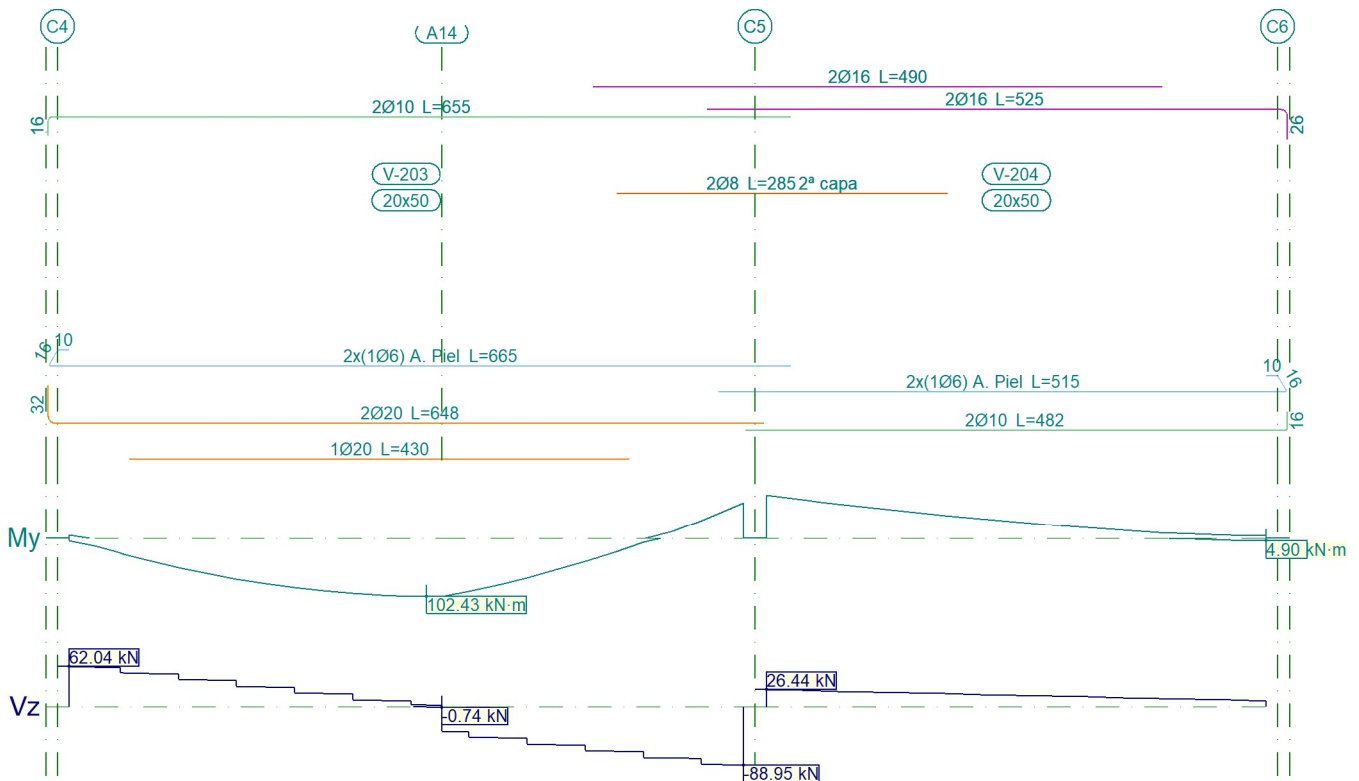 C4
A14
C5
C6
2Ø16 L=490
2Ø16 L=525
2Ø10 L=655
16
26
V-203
V-204
2Ø8 L=285 2ª capa
20x50
20x50
10
16
2x(1Ø6) A. Piel L=665
10
16
2x(1Ø6) A. Piel L=515
32
2Ø20 L=648
2Ø10 L=482
16
1Ø20 L=430
My
4.90 kN·m
102.43 kN·m
62.04 kN
26.44 kN
Vz
-0.74 kN
-88.95 kN